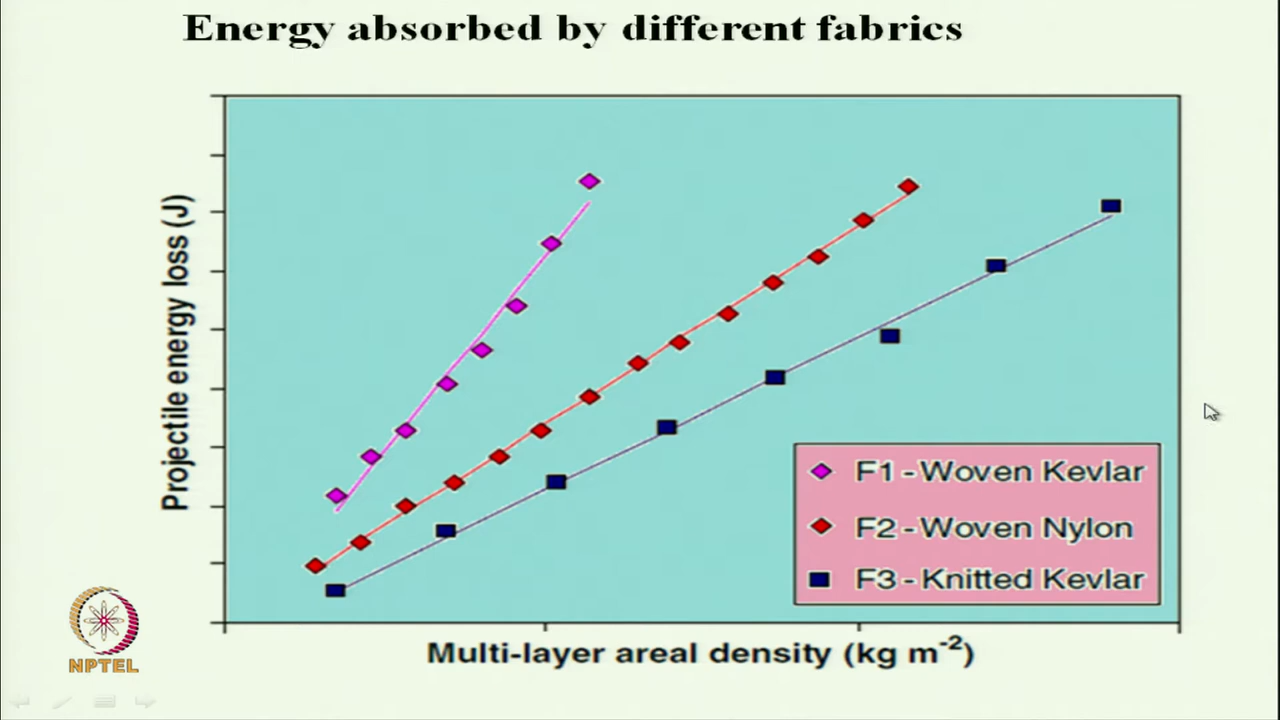 Energy absorbed by different fabrics
Projectile energy loss (J)
F1 - Woven Kevlar
F2 - Woven Nylon
F3 - Knitted Kevlar
Multi-layer areal density (kg m⁻²)
NPTEL